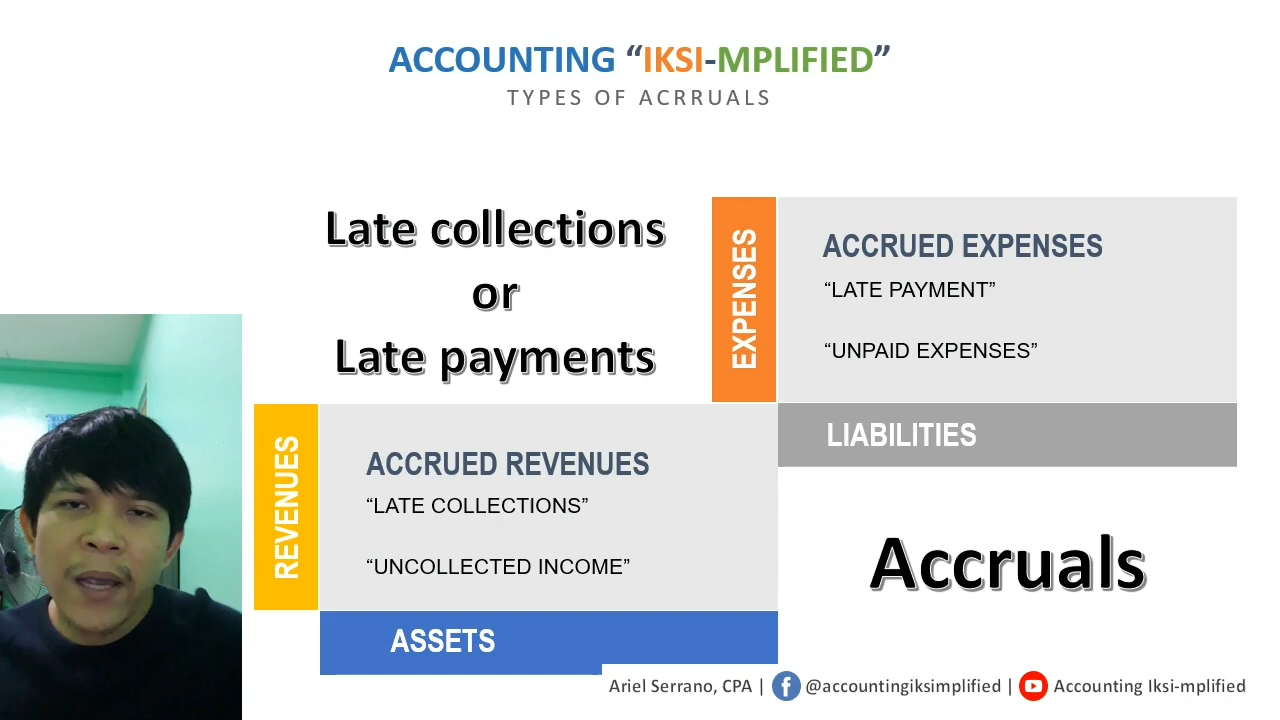 ACCOUNTING “IKSI-MPLIFIED”
TYPES OF ACRRUALS
Late collections
or
Late payments
EXPENSES
ACCRUED EXPENSES
“LATE PAYMENT”
“UNPAID EXPENSES”
LIABILITIES
REVENUES
ACCRUED REVENUES
“LATE COLLECTIONS”
“UNCOLLECTED INCOME”
ASSETS
Accruals
Ariel Serrano, CPA | @accountingiksimplified | Accounting Iksi-mplified